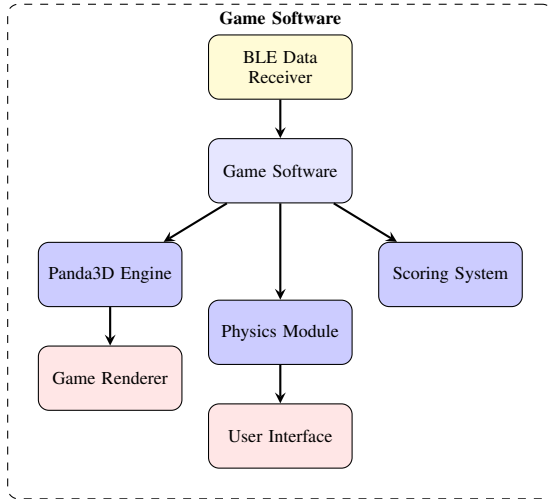 Game Software
BLE Data
Receiver
Game Software
Panda3D Engine
Scoring System
Physics Module
Game Renderer
User Interface